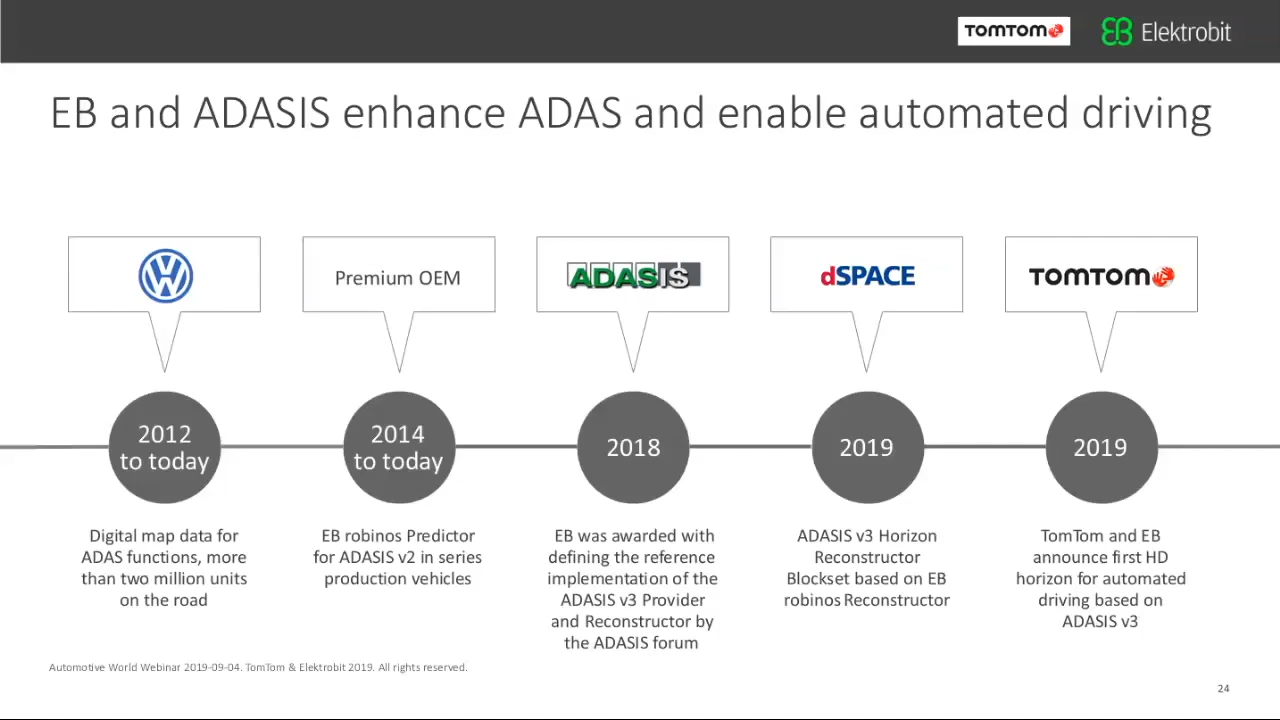 TOMTOM
EB Elektrobit
EB and ADASIS enhance ADAS and enable automated driving
VW
Premium OEM
ADASIS
dSPACE
TOMTOM
2012
to today
2014
to today
2018
2019
2019
Digital map data for
ADAS functions, more
than two million units
on the road
EB robinos Predictor
for ADASIS v2 in series
production vehicles
EB was awarded with
defining the reference
implementation of the
ADASIS v3 Provider
and Reconstructor by
the ADASIS forum
ADASIS v3 Horizon
Reconstructor
Blockset based on EB
robinos Reconstructor
TomTom and EB
announce first HD
horizon for automated
driving based on
ADASIS v3
Automotive World Webinar 2019-09-04. TomTom & Elektrobit 2019. All rights reserved.
24